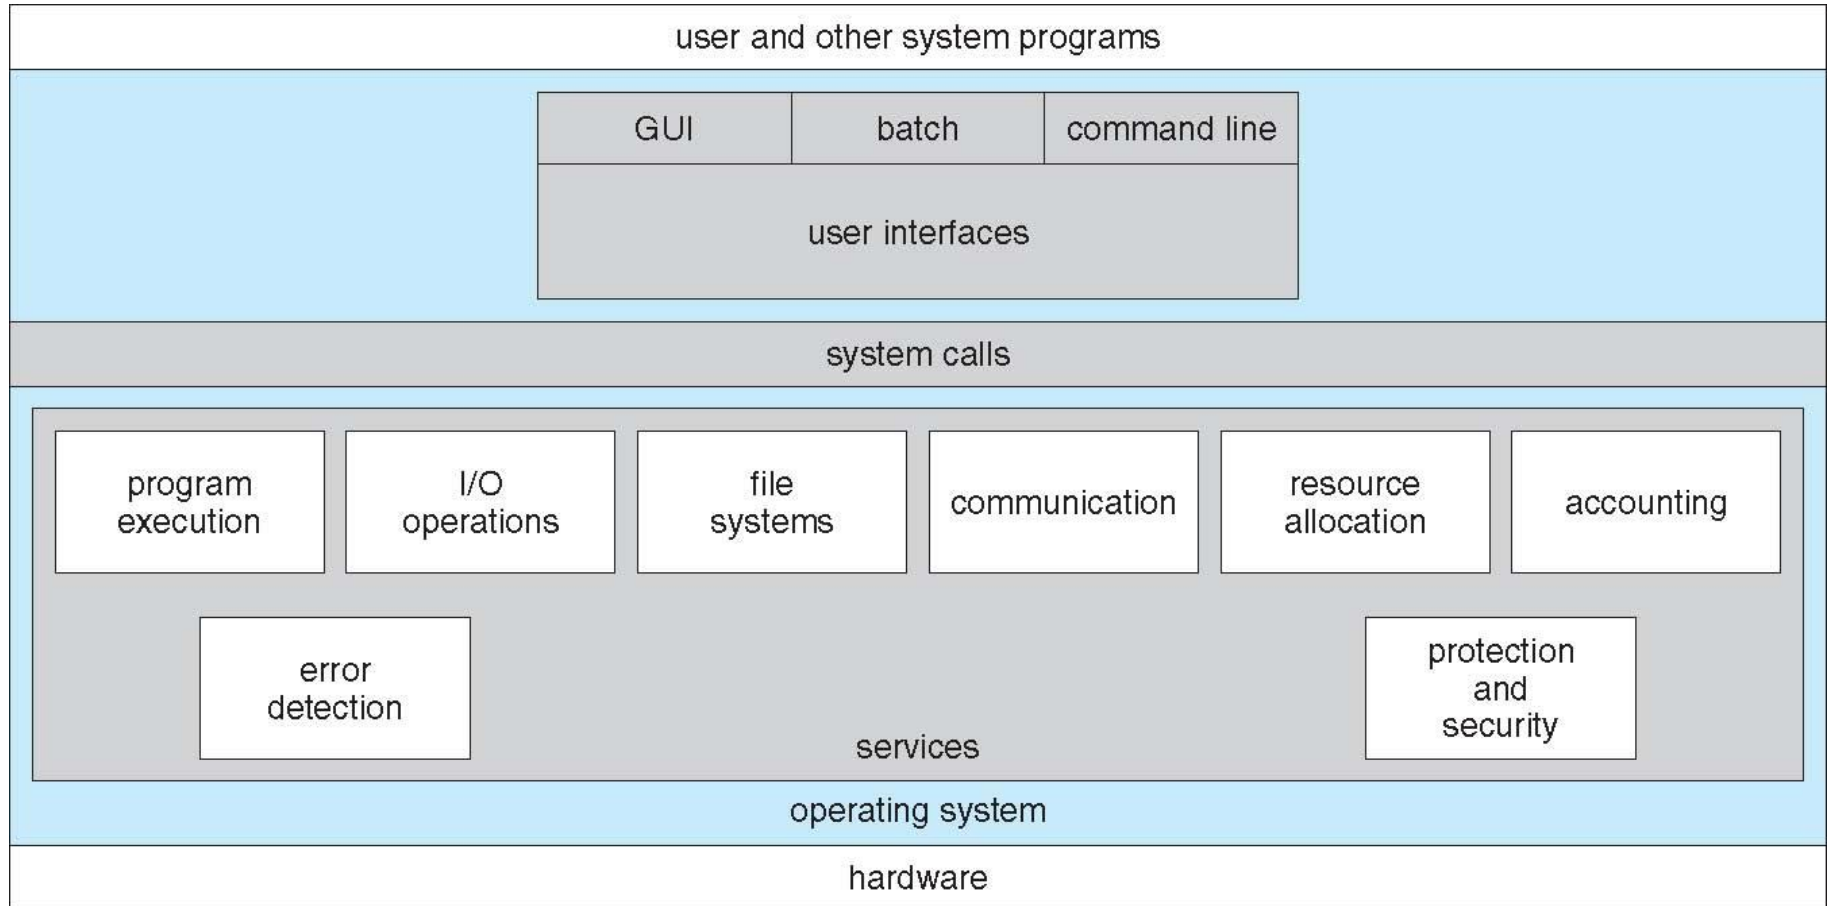 user and other system programs
GUI
batch
command line
user interfaces
system calls
program
execution
I/O
operations
file
systems
communication
resource
allocation
accounting
error
detection
protection
and
security
services
operating system
hardware